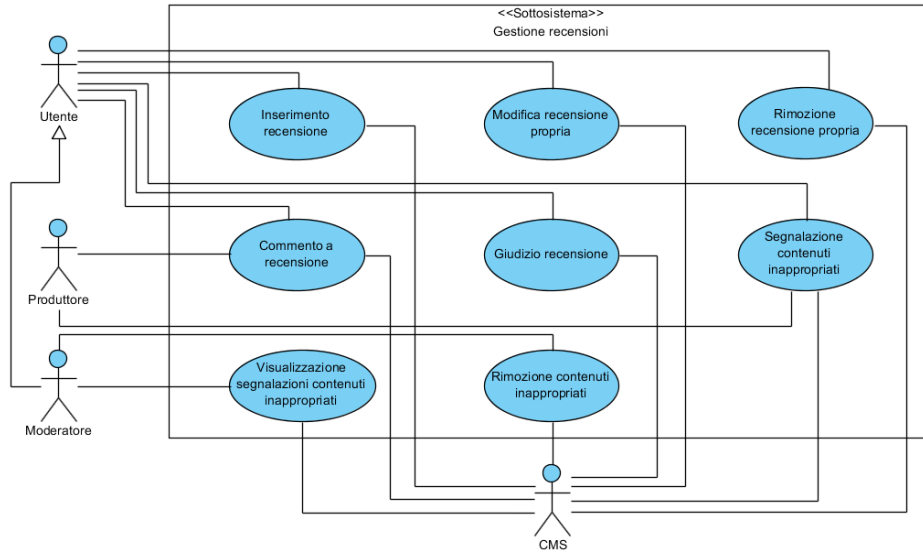 <<Sottosistema>>
Gestione recensioni
Utente
Inserimento
recensione
Modifica recensione
propria
Rimozione
recensione propria
Produttore
Commento a
recensione
Giudizio recensione
Segnalazione
contenuti
inappropriati
Moderatore
Visualizzazione
segnalazioni contenuti
inappropriati
Rimozione contenuti
inappropriati
CMS